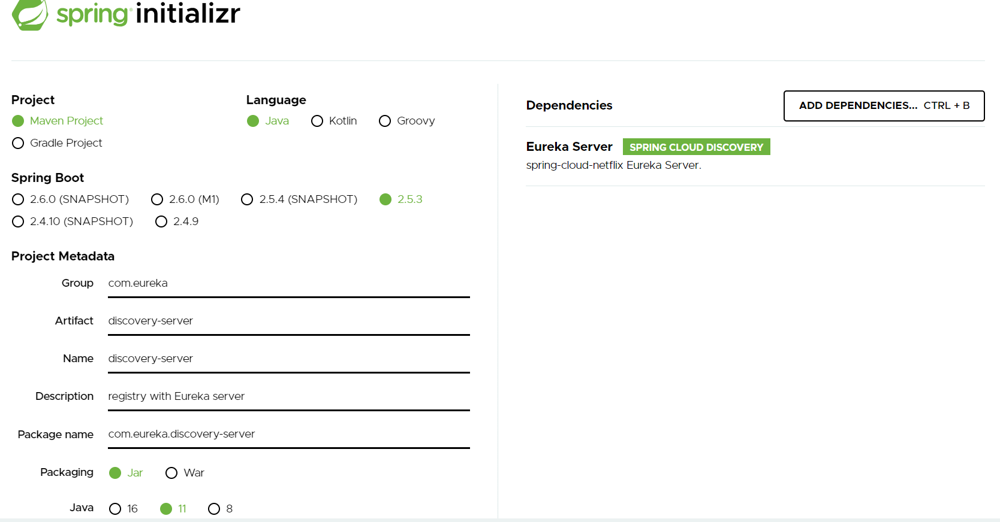 spring initializr
Project
Maven Project
Gradle Project
Language
Java Kotlin Groovy
Spring Boot
2.6.0 (SNAPSHOT) 2.6.0 (M1) 2.5.4 (SNAPSHOT) 2.5.3
2.4.10 (SNAPSHOT) 2.4.9
Project Metadata
Group com.eureka
Artifact discovery-server
Name discovery-server
Description registry with Eureka server
Package name com.eureka.discovery-server
Packaging Jar War
Java 16 11 8
Dependencies ADD DEPENDENCIES... CTRL + B
Eureka Server SPRING CLOUD DISCOVERY
spring-cloud-netflix Eureka Server.